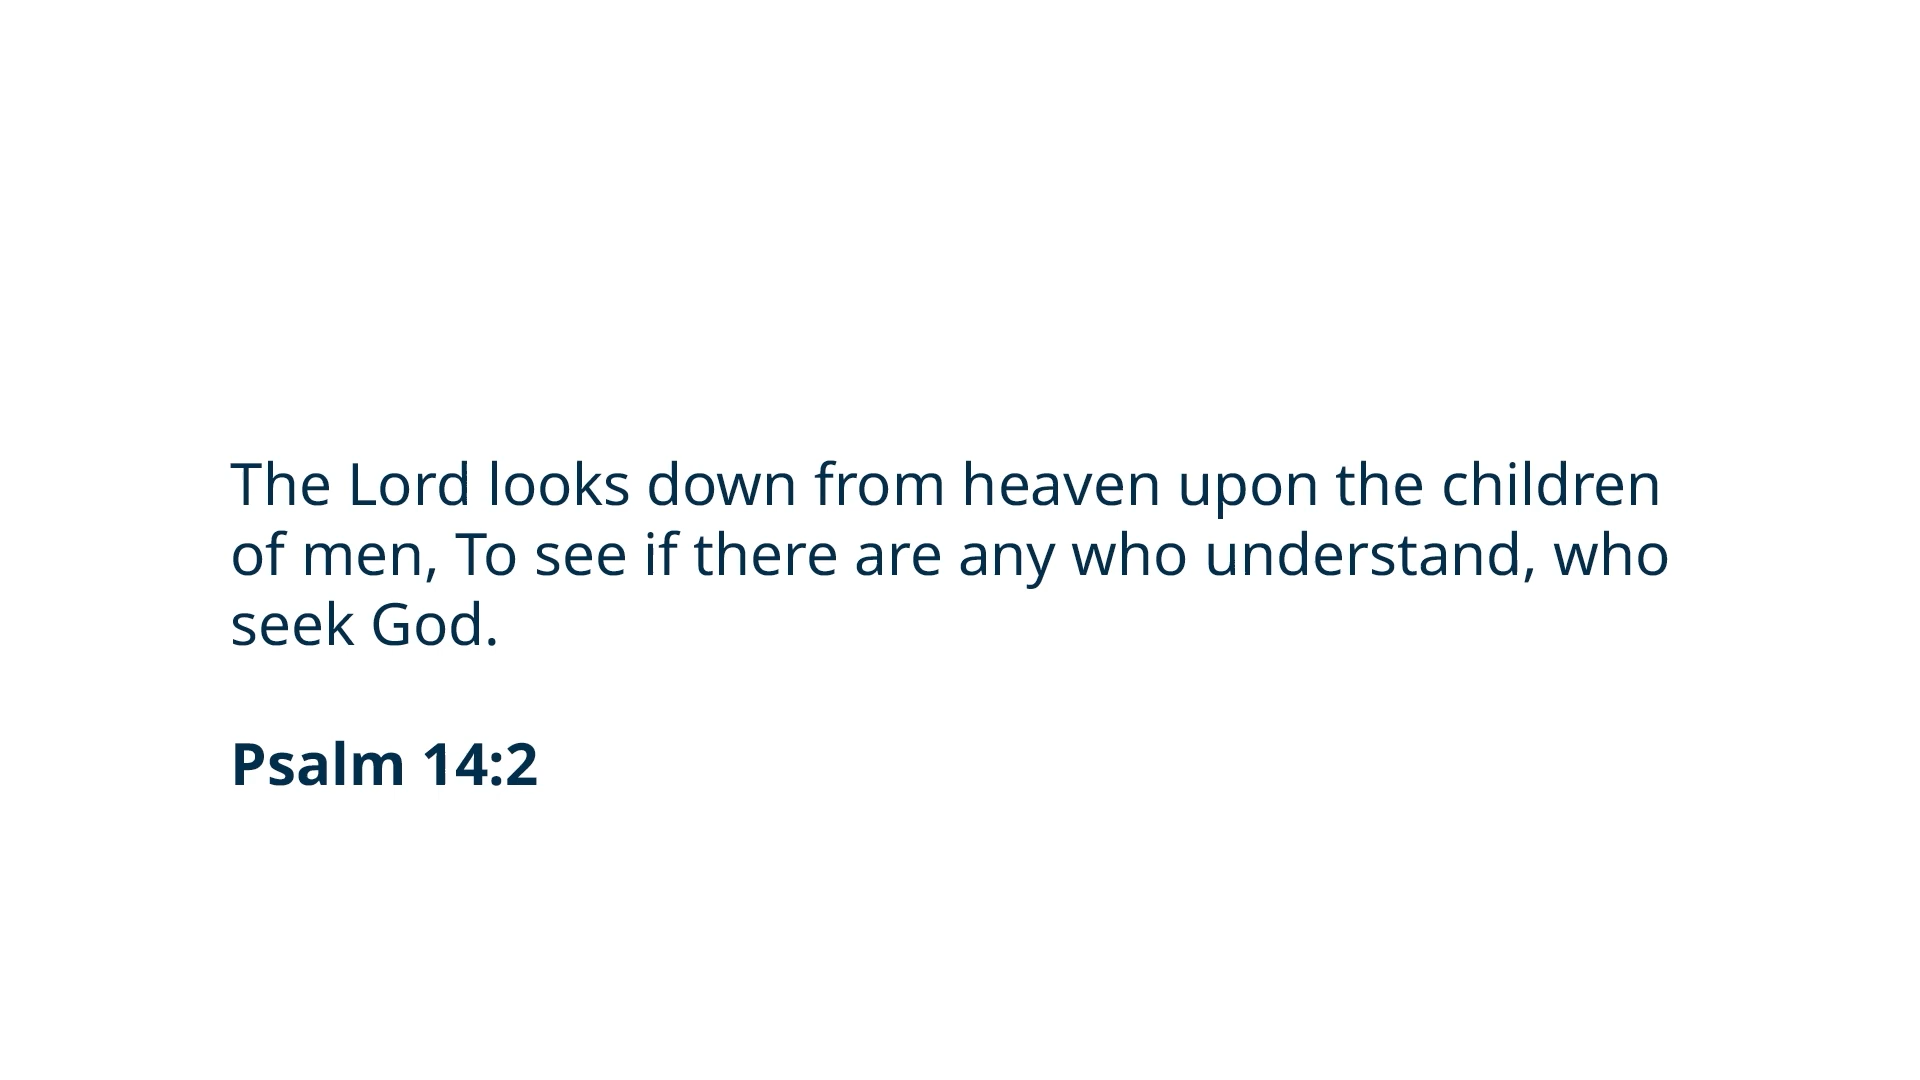 The Lord looks down from heaven upon the children
of men, To see if there are any who understand, who
seek God.
Psalm 14:2